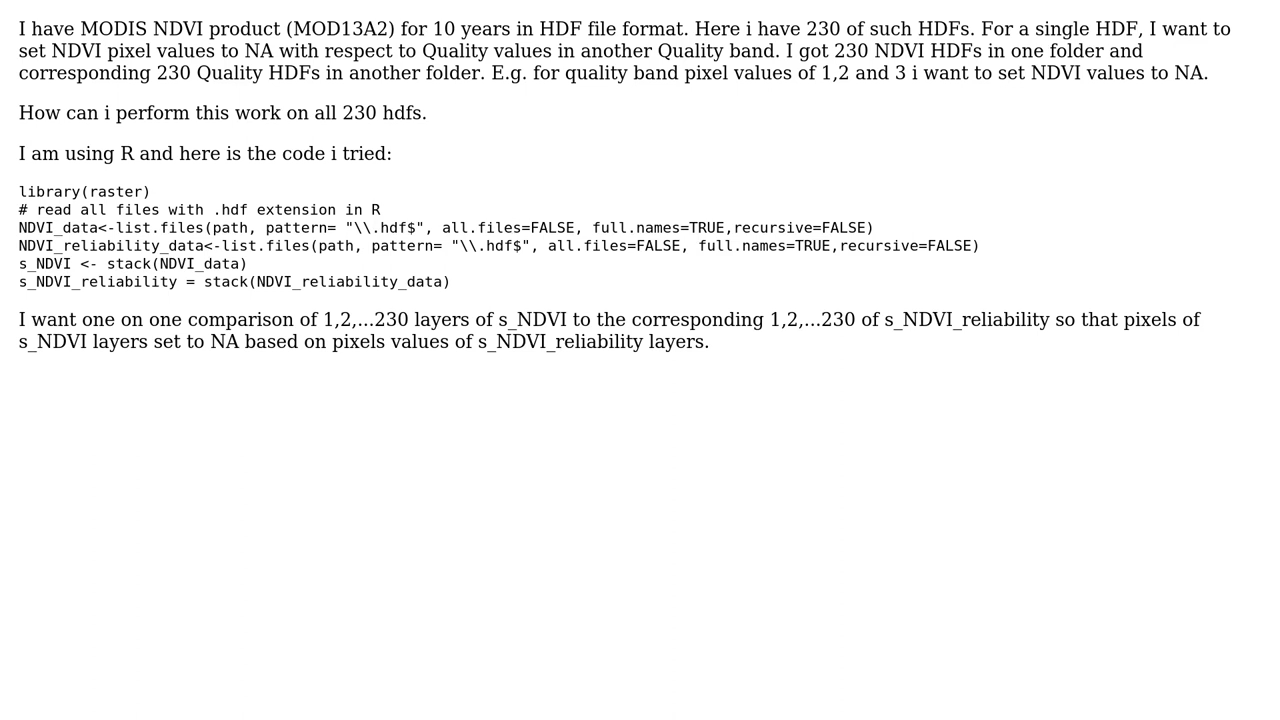 I have MODIS NDVI product (MOD13A2) for 10 years in HDF file format. Here i have 230 of such HDFs. For a single HDF, I want to
set NDVI pixel values to NA with respect to Quality values in another Quality band. I got 230 NDVI HDFs in one folder and
corresponding 230 Quality HDFs in another folder. E.g. for quality band pixel values of 1,2 and 3 i want to set NDVI values to NA.
How can i perform this work on all 230 hdfs.
I am using R and here is the code i tried:
library(raster)
# read all files with .hdf extension in R
NDVI_data<-list.files(path, pattern= "\\.hdf$", all.files=FALSE, full.names=TRUE,recursive=FALSE)
NDVI_reliability_data<-list.files(path, pattern= "\\.hdf$", all.files=FALSE, full.names=TRUE,recursive=FALSE)
s_NDVI <- stack(NDVI_data)
s_NDVI_reliability = stack(NDVI_reliability_data)
I want one on one comparison of 1,2,...230 layers of s_NDVI to the corresponding 1,2,...230 of s_NDVI_reliability so that pixels of
s_NDVI layers set to NA based on pixels values of s_NDVI_reliability layers.